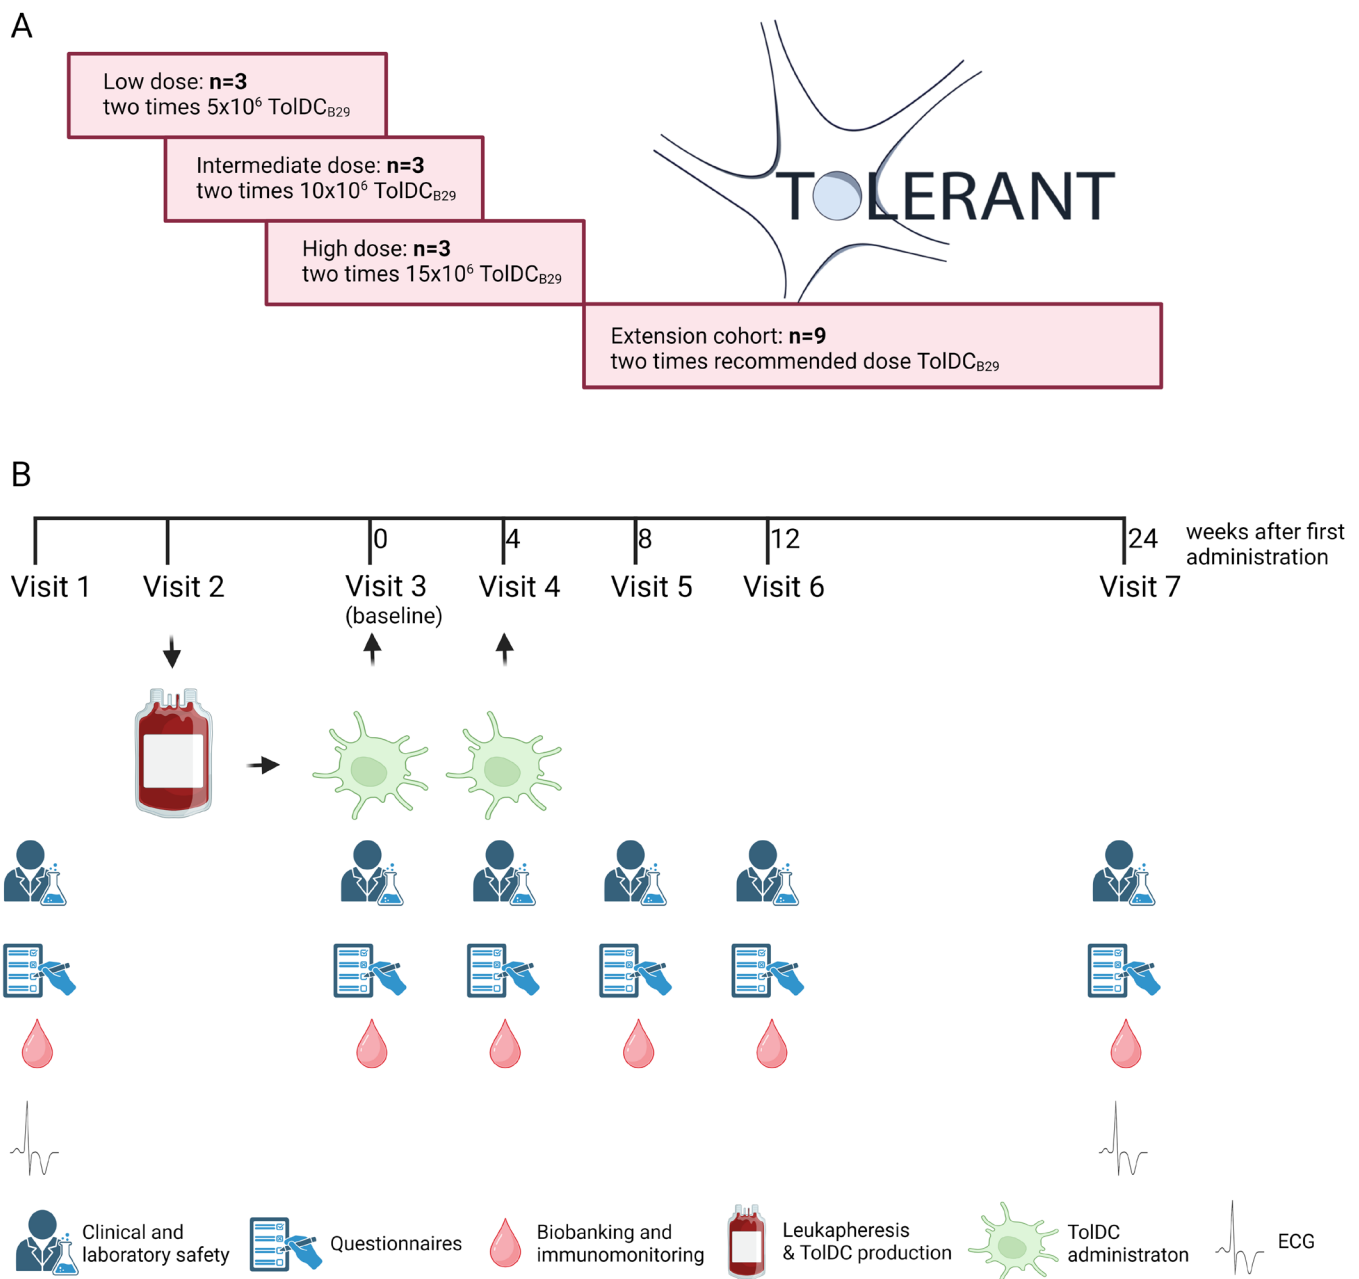 A
Low dose: n=3
two times 5x10⁶ TolDC_B29
Intermediate dose: n=3
two times 10x10⁶ TolDC_B29
High dose: n=3
two times 15x10⁶ TolDC_B29
TOLERANT
Extension cohort: n=9
two times recommended dose TolDC_B29
B
0 4 8 12 24 weeks after first
administration
Visit 1 Visit 2 Visit 3 Visit 4 Visit 5 Visit 6 Visit 7
(baseline)
Clinical and
laboratory safety
Questionnaires
Biobanking and
immunomonitoring
Leukapheresis
& TolDC production
TolDC
administraton
ECG